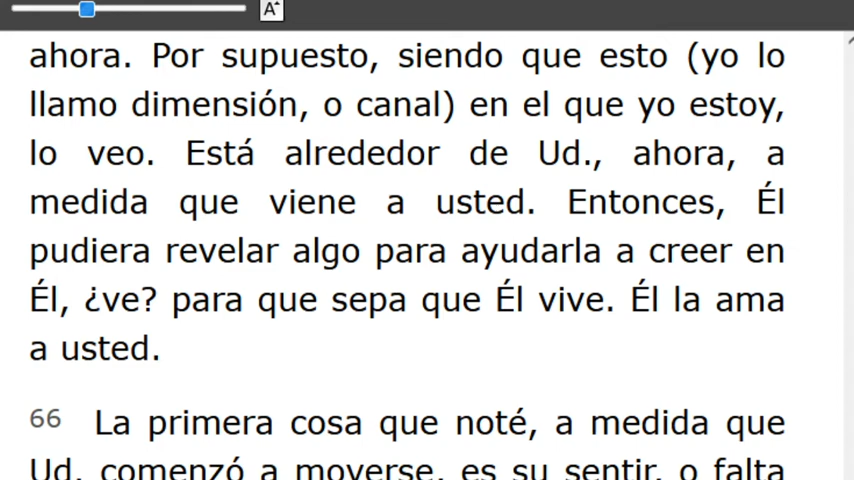 A
ahora. Por supuesto, siendo que esto (yo lo
llamo dimensión, o canal) en el que yo estoy,
lo veo. Está alrededor de Ud., ahora, a
medida que viene a usted. Entonces, Él
pudiera revelar algo para ayudarla a creer en
Él, ¿ve? para que sepa que Él vive. Él la ama
a usted.
66 La primera cosa que noté, a medida que
Ud. comenzó a moverse, es su sentir, o falta